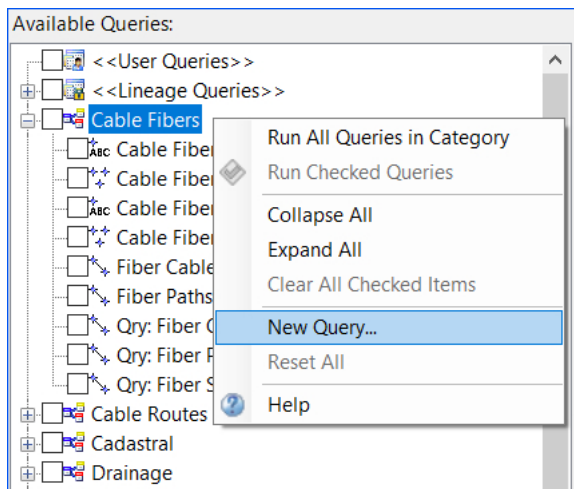 Available Queries:
<<User Queries>>
<<Lineage Queries>>
Cable Fibers
Run All Queries in Category
ABC Cable Fiber
Run Checked Queries
Cable Fiber
ABC Cable Fiber
Collapse All
Cable Fiber
Expand All
Fiber Cable
Clear All Checked Items
Fiber Paths
New Query...
Qry: Fiber
Qry: Fiber
Reset All
Qry: Fiber S
Cable Routes
Help
Cadastral
Drainage